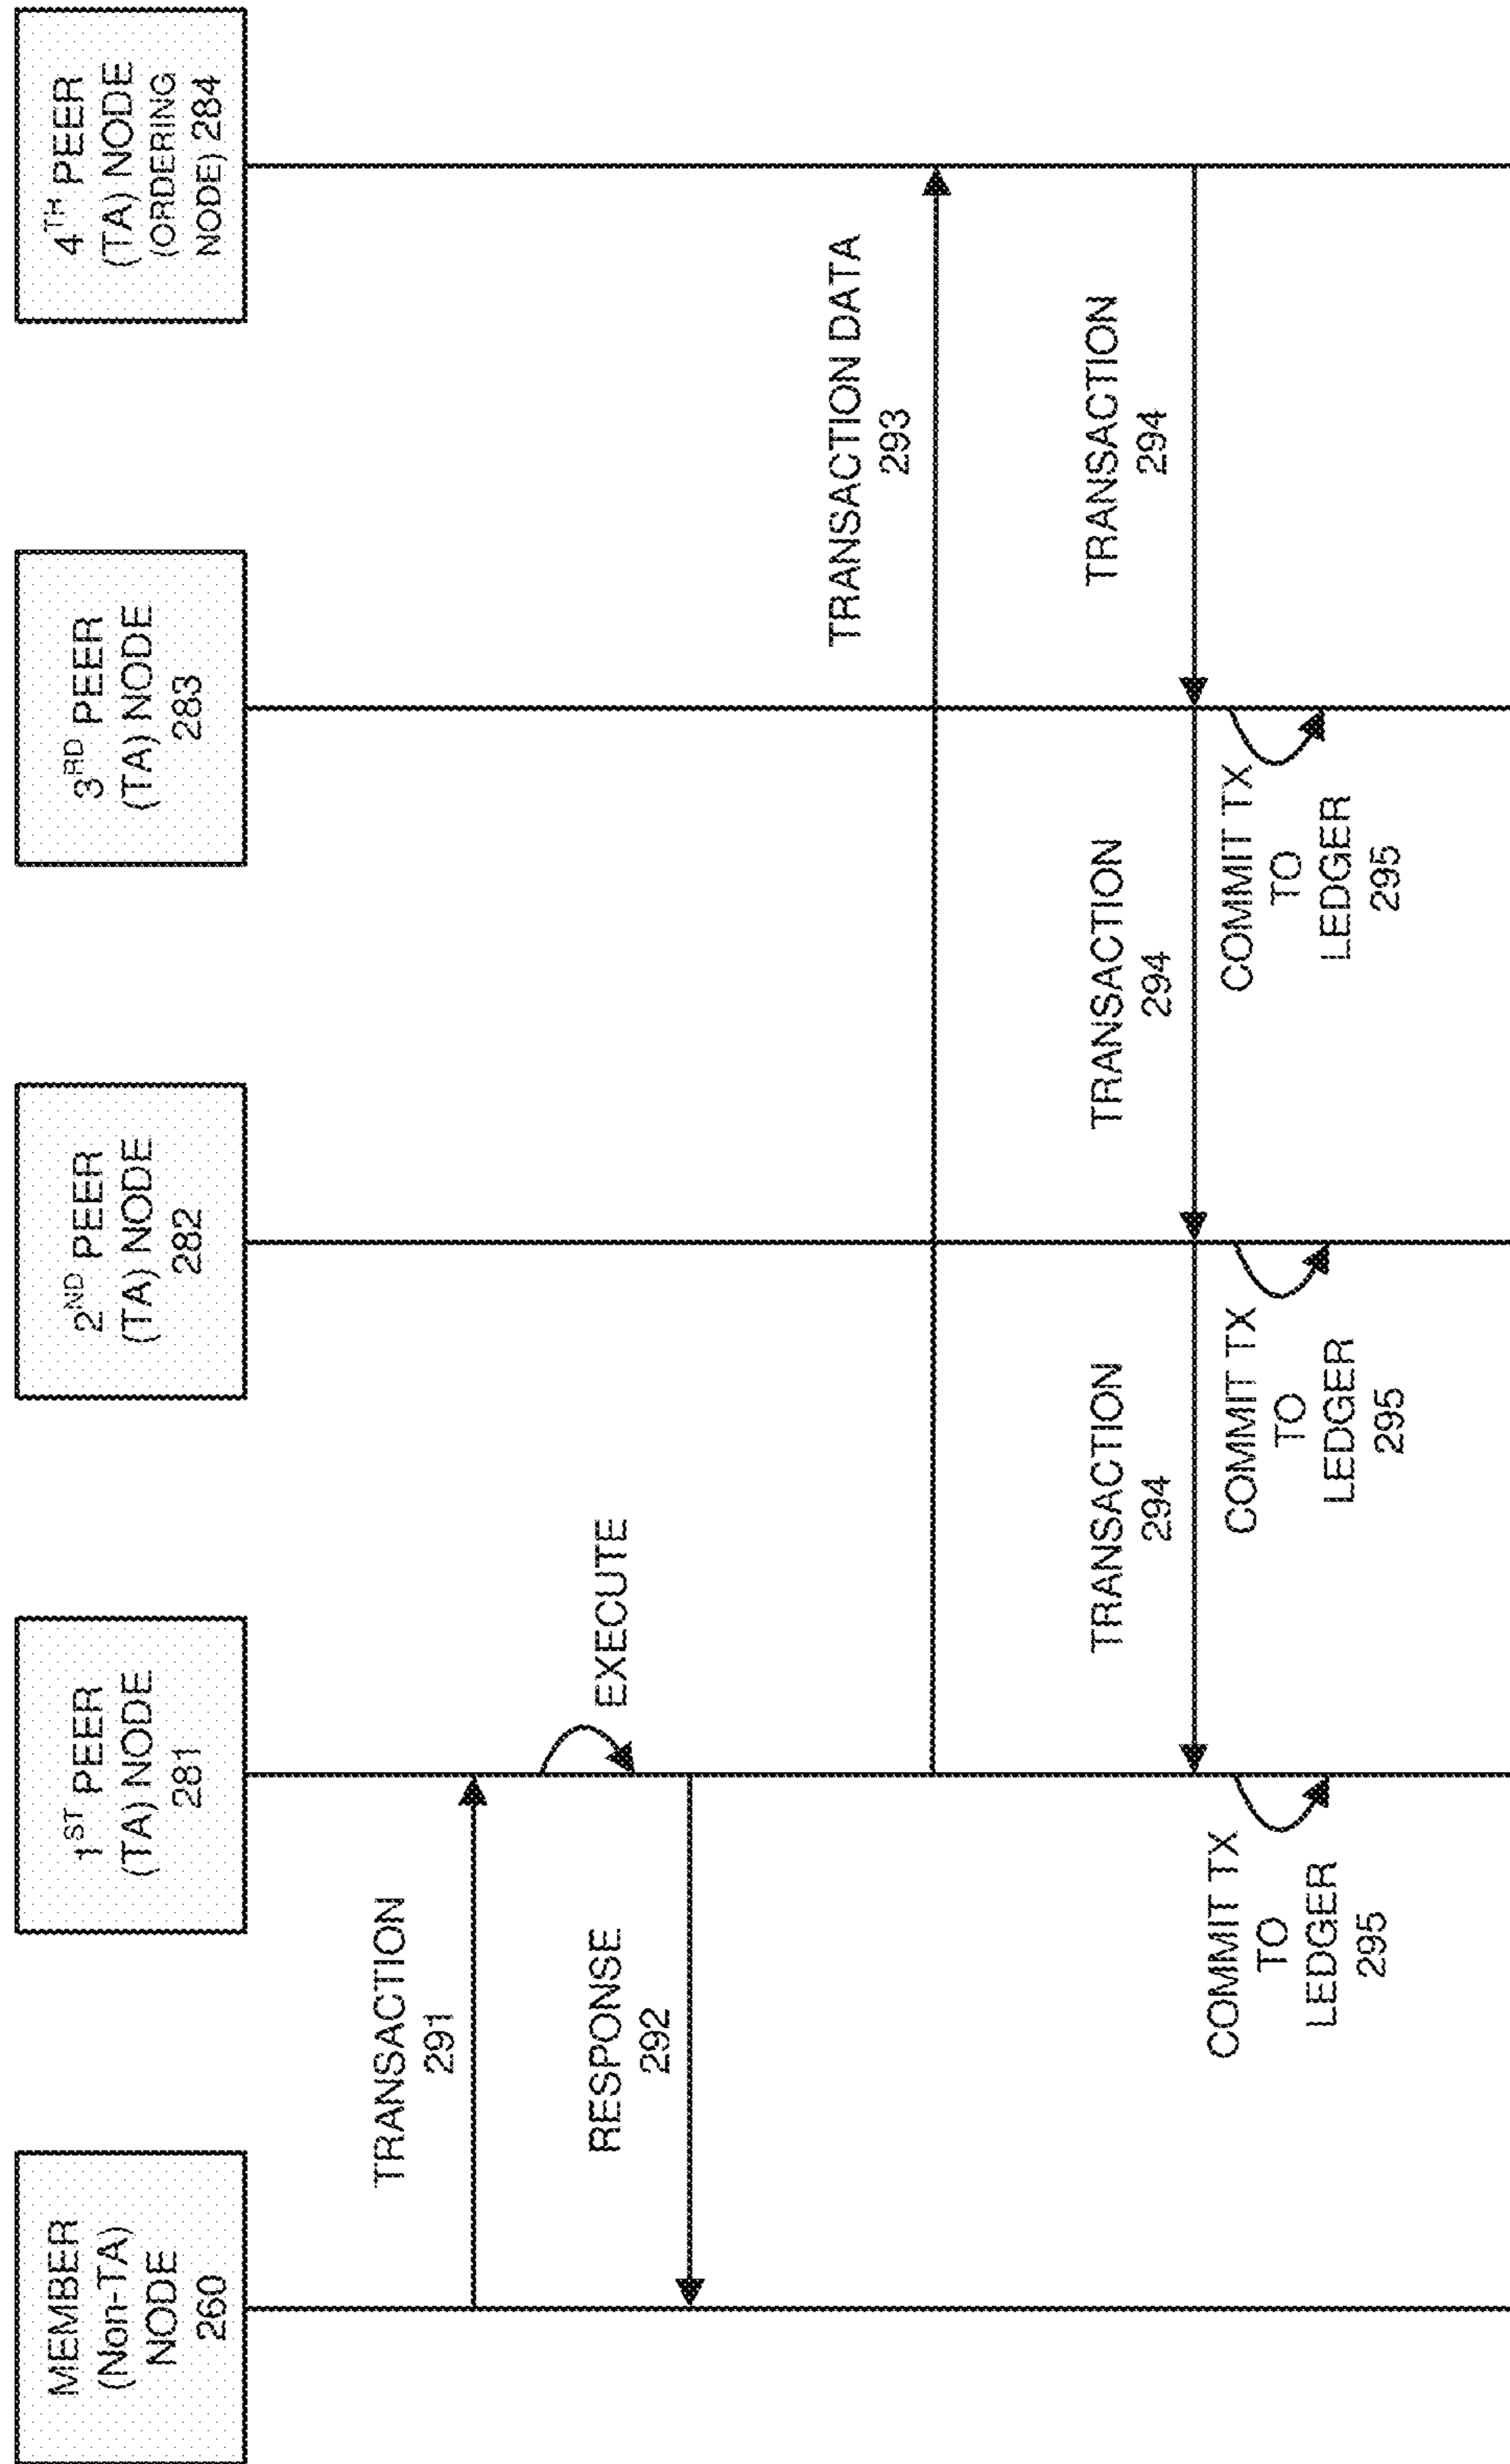 MEMBER
(Non-TA)
NODE
260
1ST PEER
(TA) NODE
281
2ND PEER
(TA) NODE
282
3RD PEER
(TA) NODE
283
4TH PEER
(TA) NODE
(ORDERING
NODE) 284
TRANSACTION
291
EXECUTE
RESPONSE
292
TRANSACTION DATA
293
TRANSACTION
294
TRANSACTION
294
TRANSACTION
294
COMMIT TX
TO
LEDGER
295
COMMIT TX
TO
LEDGER
295
COMMIT TX
TO
LEDGER
295